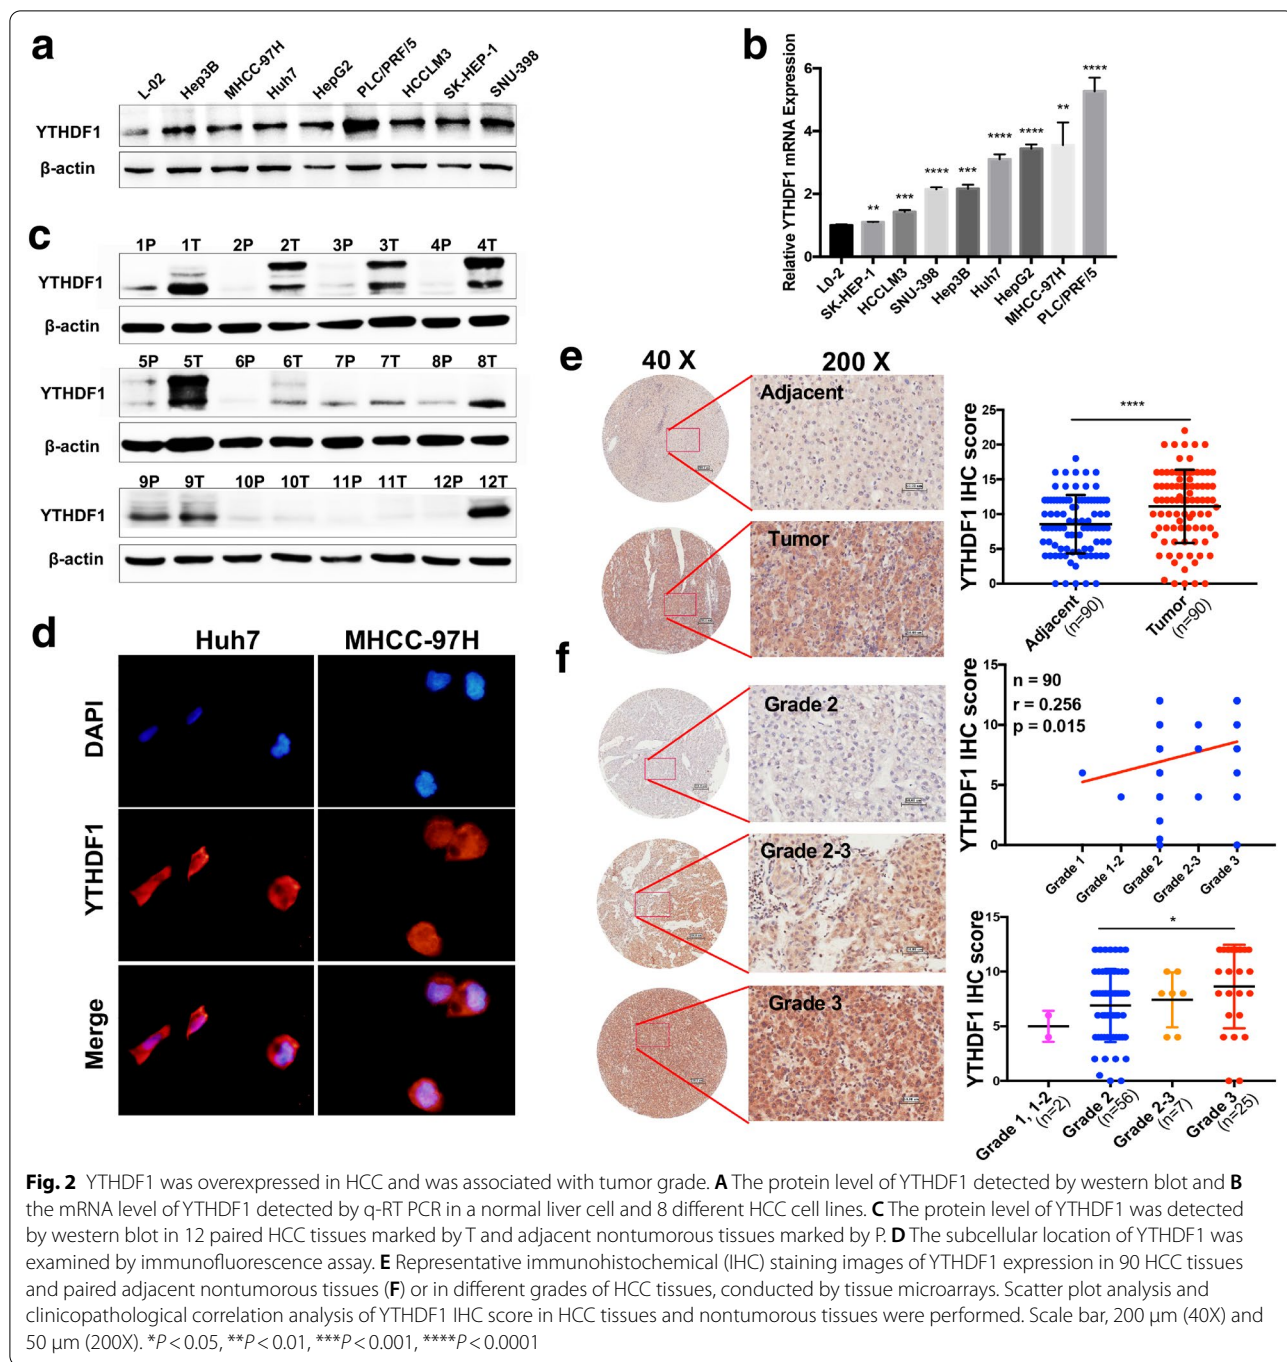 a
L-02
Hep3B
MHCC-97H
Huh7
HepG2
PLC/PRF/5
HCCLM3
SK-HEP-1
SNU-398
YTHDF1
β-actin
b
Relative YTHDF1 mRNA Expression
8
6
4
2
0
**
***
****
***
****
****
**
****
L0-2
SK-HEP-1
HCCLM3
SNU-398
Hep3B
Huh7
HepG2
MHCC-97H
PLC/PRF/5
c
1P 1T 2P 2T 3P 3T 4P 4T
YTHDF1
β-actin
5P 5T 6P 6T 7P 7T 8P 8T
YTHDF1
β-actin
9P 9T 10P 10T 11P 11T 12P 12T
YTHDF1
β-actin
d
Huh7 MHCC-97H
DAPI
YTHDF1
Merge
e
40 X 200 X
Adjacent
Tumor
YTHDF1 IHC score
25
20
15
10
5
0
****
Adjacent
(n=90)
Tumor
(n=90)
f
Grade 2
Grade 2-3
Grade 3
YTHDF1 IHC score
15
10
5
0
n = 90
r = 0.256
p = 0.015
Grade 1
Grade 1-2
Grade 2
Grade 2-3
Grade 3
YTHDF1 IHC score
15
10
5
0
*
Grade 1, 1-2
(n=2)
Grade 2
(n=56)
Grade 2-3
(n=7)
Grade 3
(n=25)
Fig. 2 YTHDF1 was overexpressed in HCC and was associated with tumor grade. A The protein level of YTHDF1 detected by western blot and B
the mRNA level of YTHDF1 detected by q-RT PCR in a normal liver cell and 8 different HCC cell lines. C The protein level of YTHDF1 was detected
by western blot in 12 paired HCC tissues marked by T and adjacent nontumorous tissues marked by P. D The subcellular location of YTHDF1 was
examined by immunofluorescence assay. E Representative immunohistochemical (IHC) staining images of YTHDF1 expression in 90 HCC tissues
and paired adjacent nontumorous tissues (F) or in different grades of HCC tissues, conducted by tissue microarrays. Scatter plot analysis and
clinicopathological correlation analysis of YTHDF1 IHC score in HCC tissues and nontumorous tissues were performed. Scale bar, 200 μm (40X) and
50 μm (200X). *P < 0.05, **P < 0.01, ***P < 0.001, ****P < 0.0001